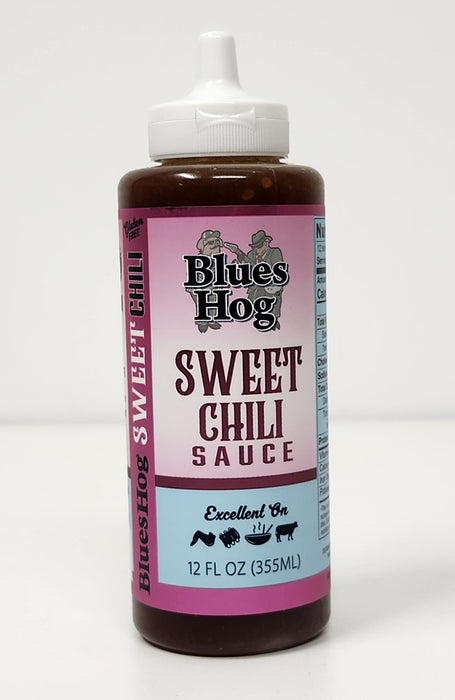 Gluten
FREE
BluesHog SWEET CHILI
Blues
Hog
SWEET
CHILI
SAUCE
Excellent On
12 FL OZ (355ML)